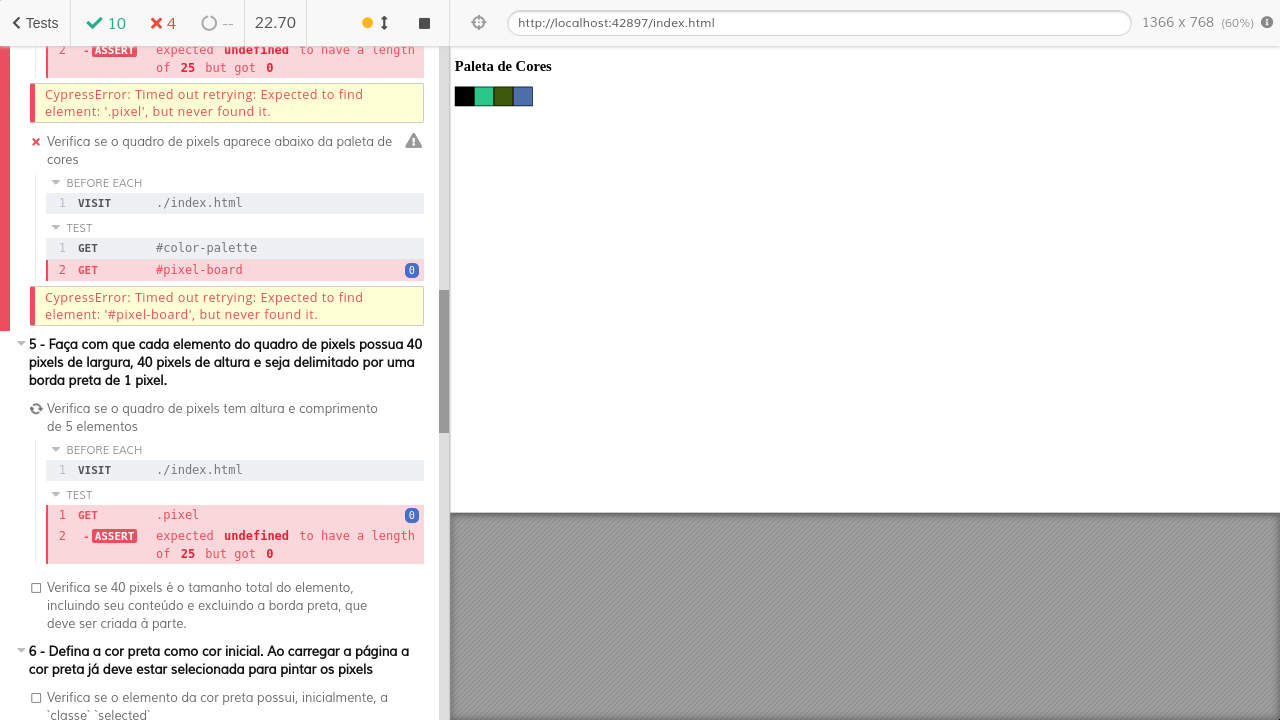 Tests
10
4
--
22.70
http://localhost:42897/index.html
1366 x 768 (60%)
2 - ASSERT expected undefined to have a length
of 25 but got 0
CypressError: Timed out retrying: Expected to find
element: '.pixel', but never found it.
Verifica se o quadro de pixels aparece abaixo da paleta de
cores
BEFORE EACH
1 VISIT ./index.html
TEST
1 GET #color-palette
2 GET #pixel-board 0
CypressError: Timed out retrying: Expected to find
element: '#pixel-board', but never found it.
5 - Faça com que cada elemento do quadro de pixels possua 40
pixels de largura, 40 pixels de altura e seja delimitado por uma
borda preta de 1 pixel.
Verifica se o quadro de pixels tem altura e comprimento
de 5 elementos
BEFORE EACH
1 VISIT ./index.html
TEST
1 GET .pixel 0
2 - ASSERT expected undefined to have a length
of 25 but got 0
Verifica se 40 pixels é o tamanho total do elemento,
incluindo seu conteúdo e excluindo a borda preta, que
deve ser criada à parte.
6 - Defina a cor preta como cor inicial. Ao carregar a página a
cor preta já deve estar selecionada para pintar os pixels
Verifica se o elemento da cor preta possui, inicialmente, a
`classe` `selected`
Paleta de Cores